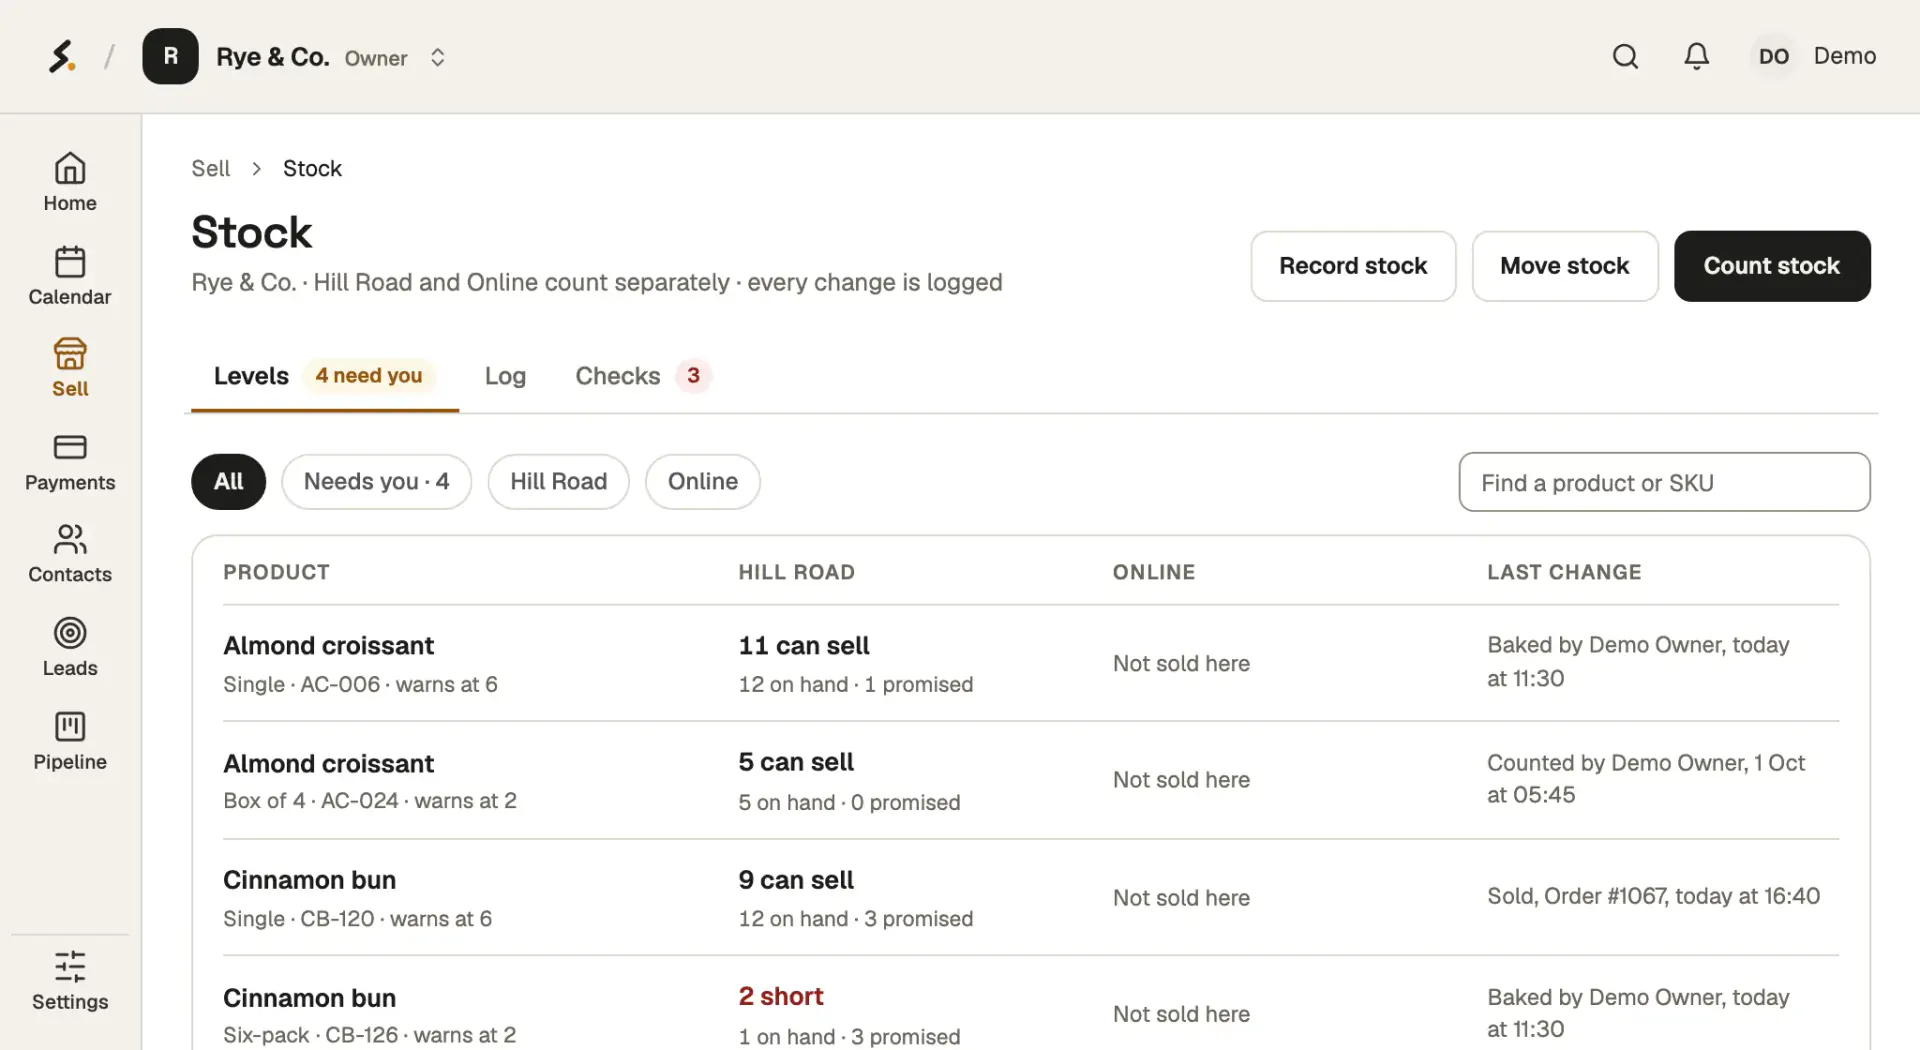 / R Rye & Co. Owner
DO Demo
Home
Calendar
Sell
Payments
Contacts
Leads
Pipeline
Settings
Sell > Stock
Stock
Rye & Co. · Hill Road and Online count separately · every change is logged
Record stock Move stock Count stock
Levels 4 need you Log Checks 3
All Needs you · 4 Hill Road Online Find a product or SKU
PRODUCT HILL ROAD ONLINE LAST CHANGE
Almond croissant 11 can sell Not sold here Baked by Demo Owner, today
Single · AC-006 · warns at 6 12 on hand · 1 promised at 11:30
Almond croissant 5 can sell Not sold here Counted by Demo Owner, 1 Oct
Box of 4 · AC-024 · warns at 2 5 on hand · 0 promised at 05:45
Cinnamon bun 9 can sell Not sold here Sold, Order #1067, today at 16:40
Single · CB-120 · warns at 6 12 on hand · 3 promised
Cinnamon bun 2 short Not sold here Baked by Demo Owner, today
Six-pack · CB-126 · warns at 2 1 on hand · 3 promised at 11:30